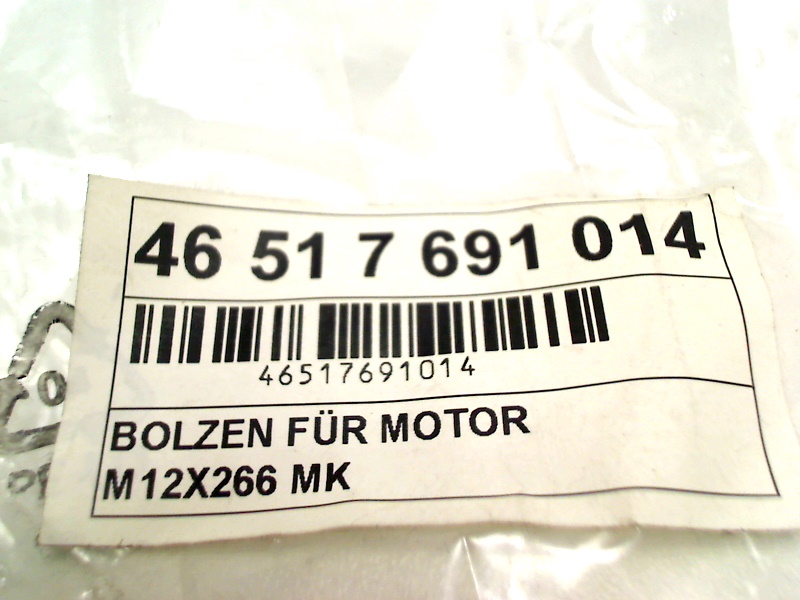 46 51 7 691 014
46517691014
BOLZEN FÜR MOTOR
M12X266 MK